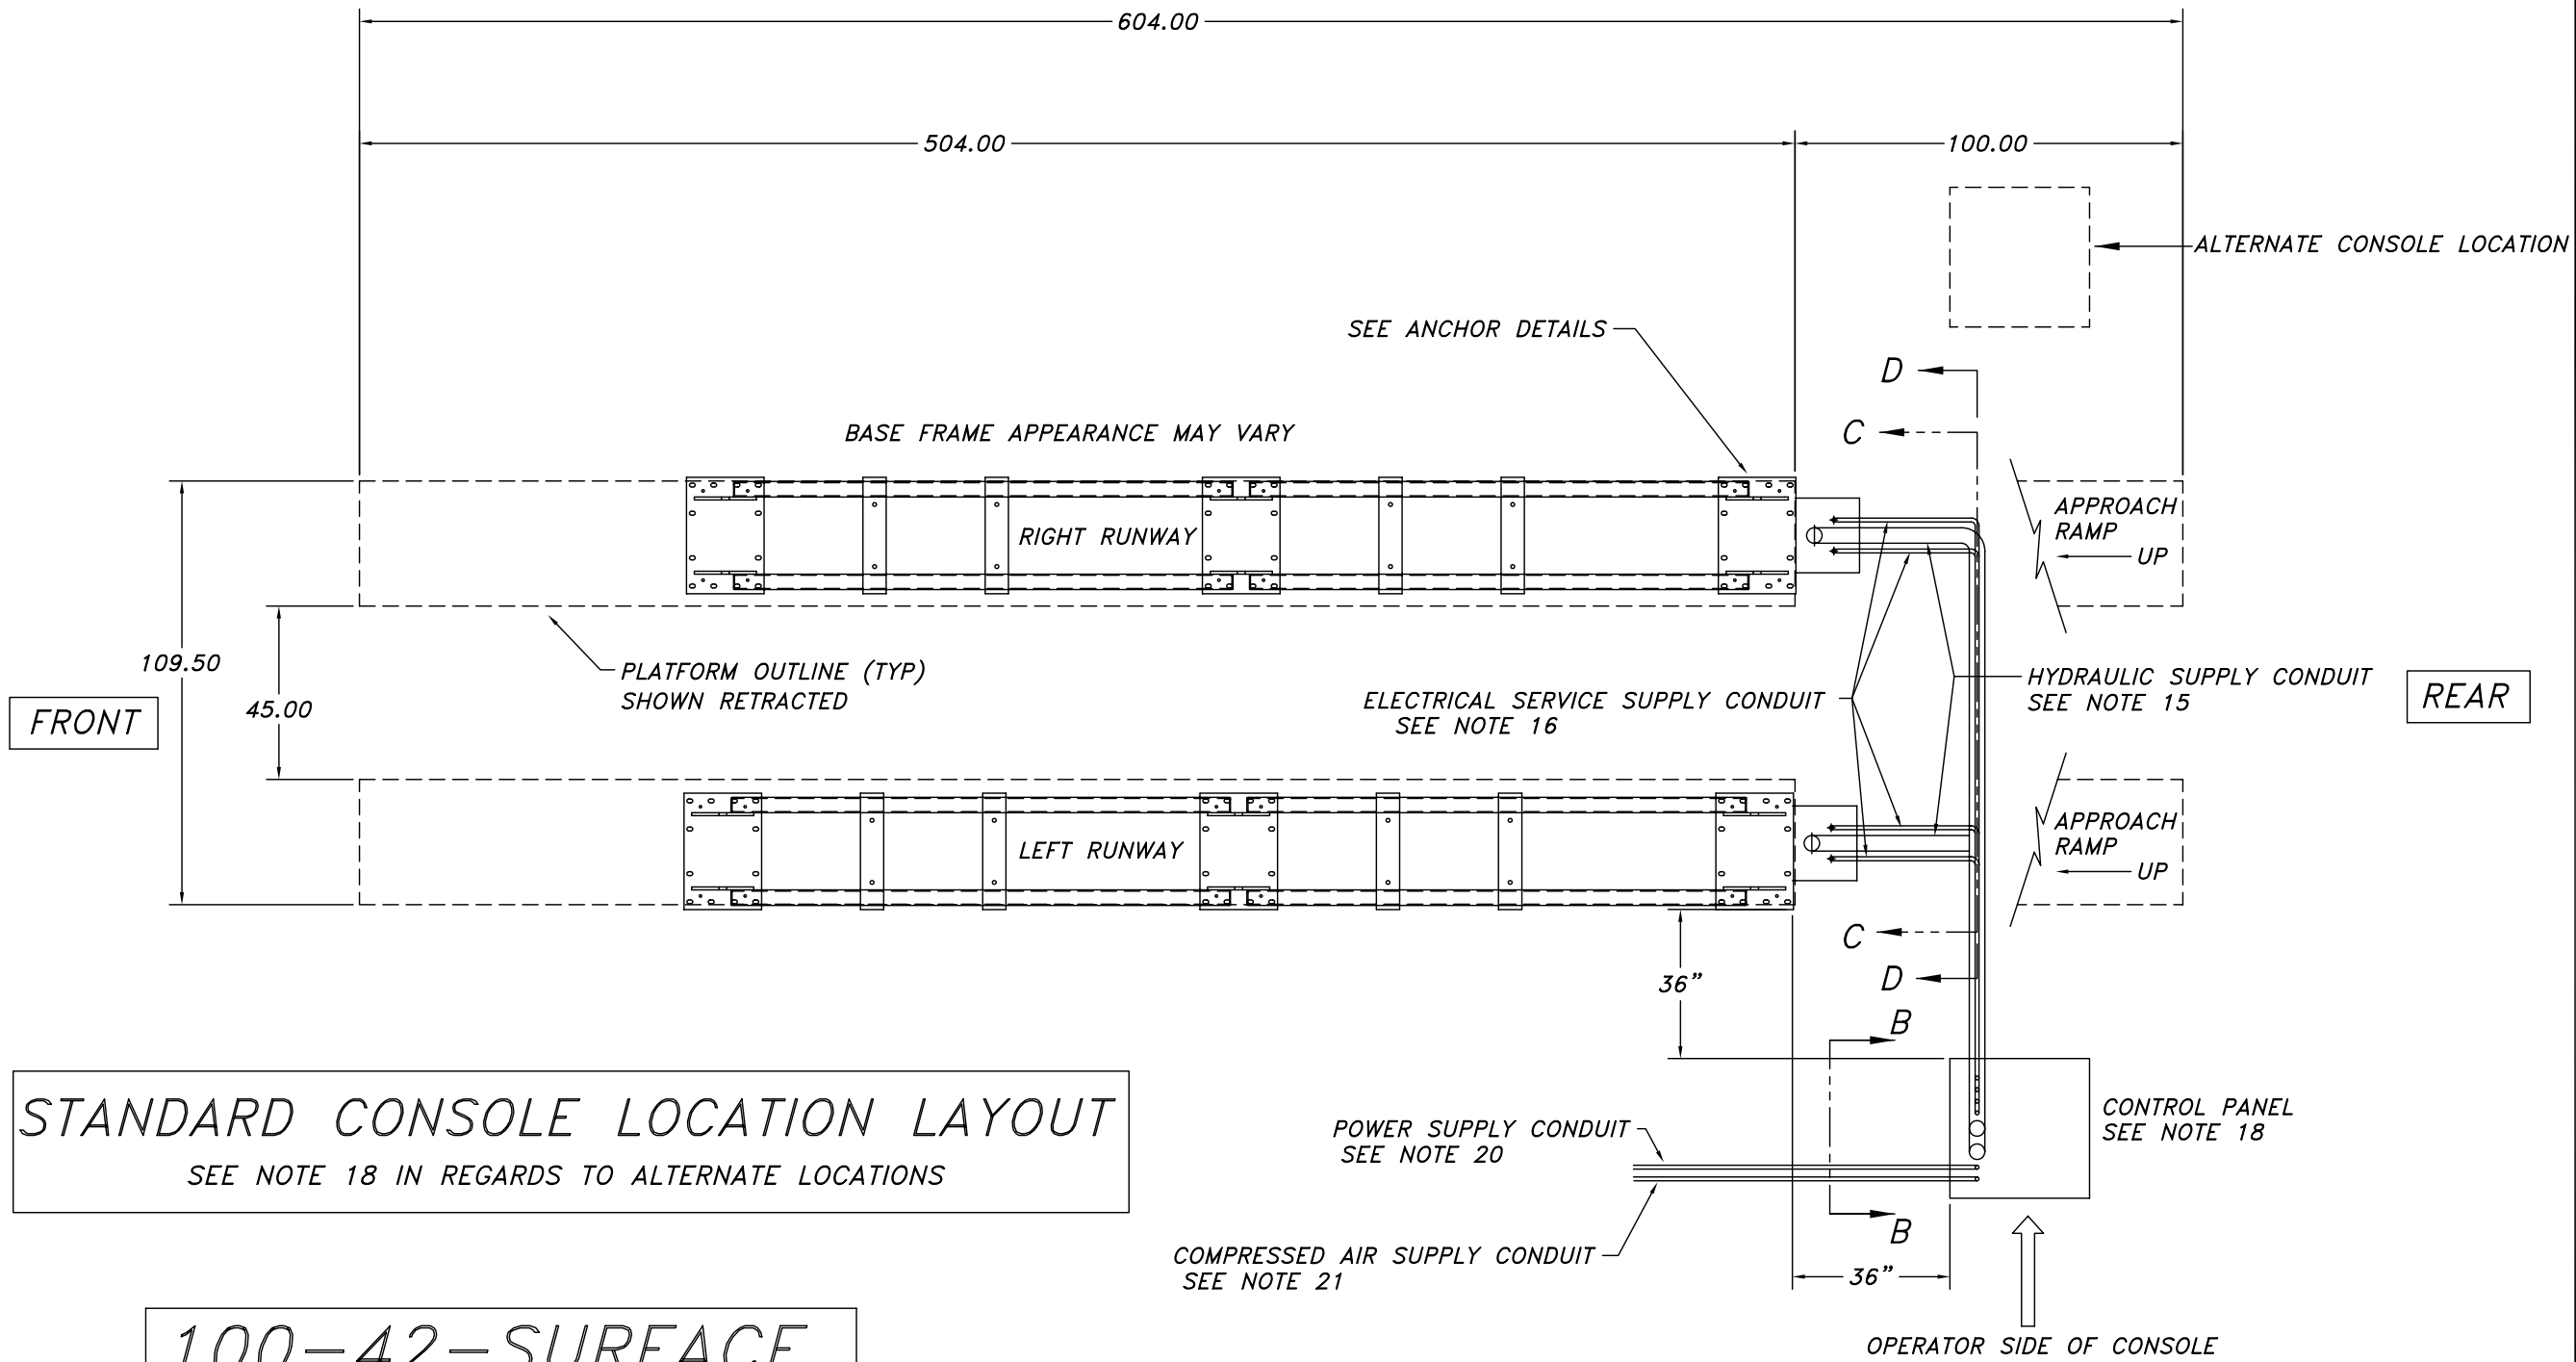 604.00
504.00
100.00
ALTERNATE CONSOLE LOCATION
SEE ANCHOR DETAILS
D
C
BASE FRAME APPEARANCE MAY VARY
RIGHT RUNWAY
APPROACH
RAMP
UP
109.50
45.00
PLATFORM OUTLINE (TYP)
SHOWN RETRACTED
ELECTRICAL SERVICE SUPPLY CONDUIT
SEE NOTE 16
HYDRAULIC SUPPLY CONDUIT
SEE NOTE 15
FRONT
REAR
LEFT RUNWAY
APPROACH
RAMP
UP
C
D
36"
B
STANDARD CONSOLE LOCATION LAYOUT
SEE NOTE 18 IN REGARDS TO ALTERNATE LOCATIONS
POWER SUPPLY CONDUIT
SEE NOTE 20
CONTROL PANEL
SEE NOTE 18
B
COMPRESSED AIR SUPPLY CONDUIT
SEE NOTE 21
36"
100-42-SURFACE
OPERATOR SIDE OF CONSOLE